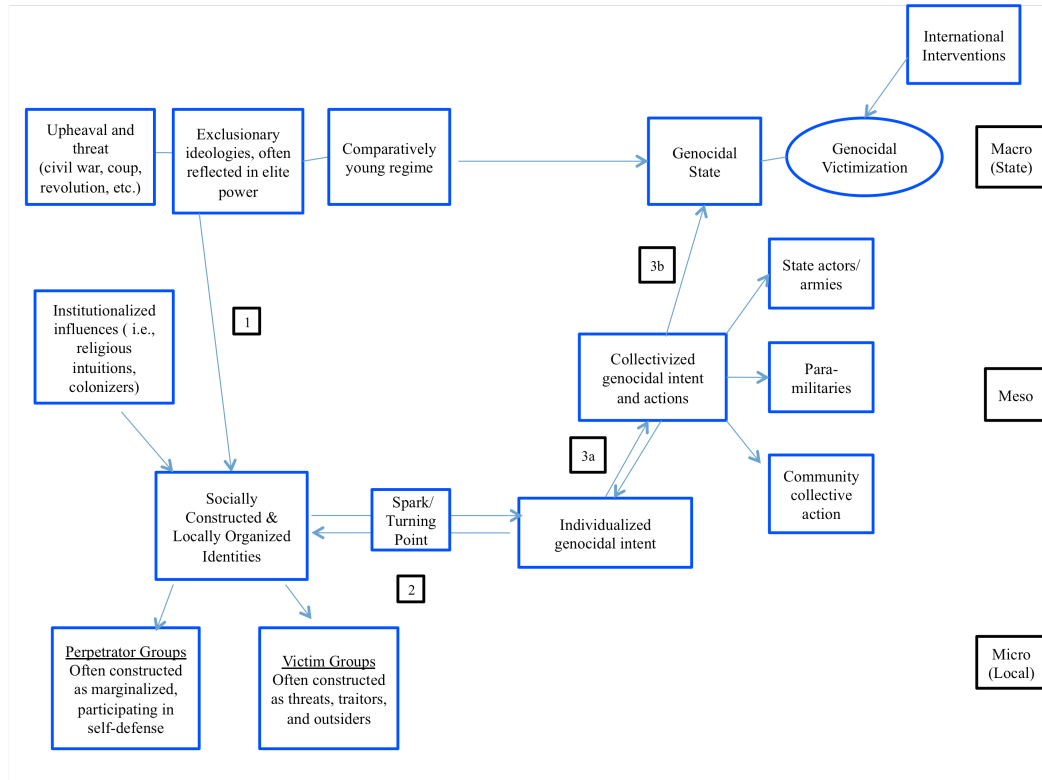 International
Interventions
Upheaval and
threat
(civil war, coup,
revolution, etc.)
Exclusionary
ideologies, often
reflected in elite
power
Comparatively
young regime
Genocidal
State
Genocidal
Victimization
Macro
(State)
3b
State actors/
armies
Institutionalized
influences ( i.e.,
religious
intuitions,
colonizers)
1
Collectivized
genocidal intent
and actions
Para-
militaries
Meso
3a
Community
collective
action
Socially
Constructed &
Locally Organized
Identities
Spark/
Turning
Point
Individualized
genocidal intent
2
Perpetrator Groups
Often constructed
as marginalized,
participating in
self-defense
Victim Groups
Often constructed
as threats, traitors,
and outsiders
Micro
(Local)